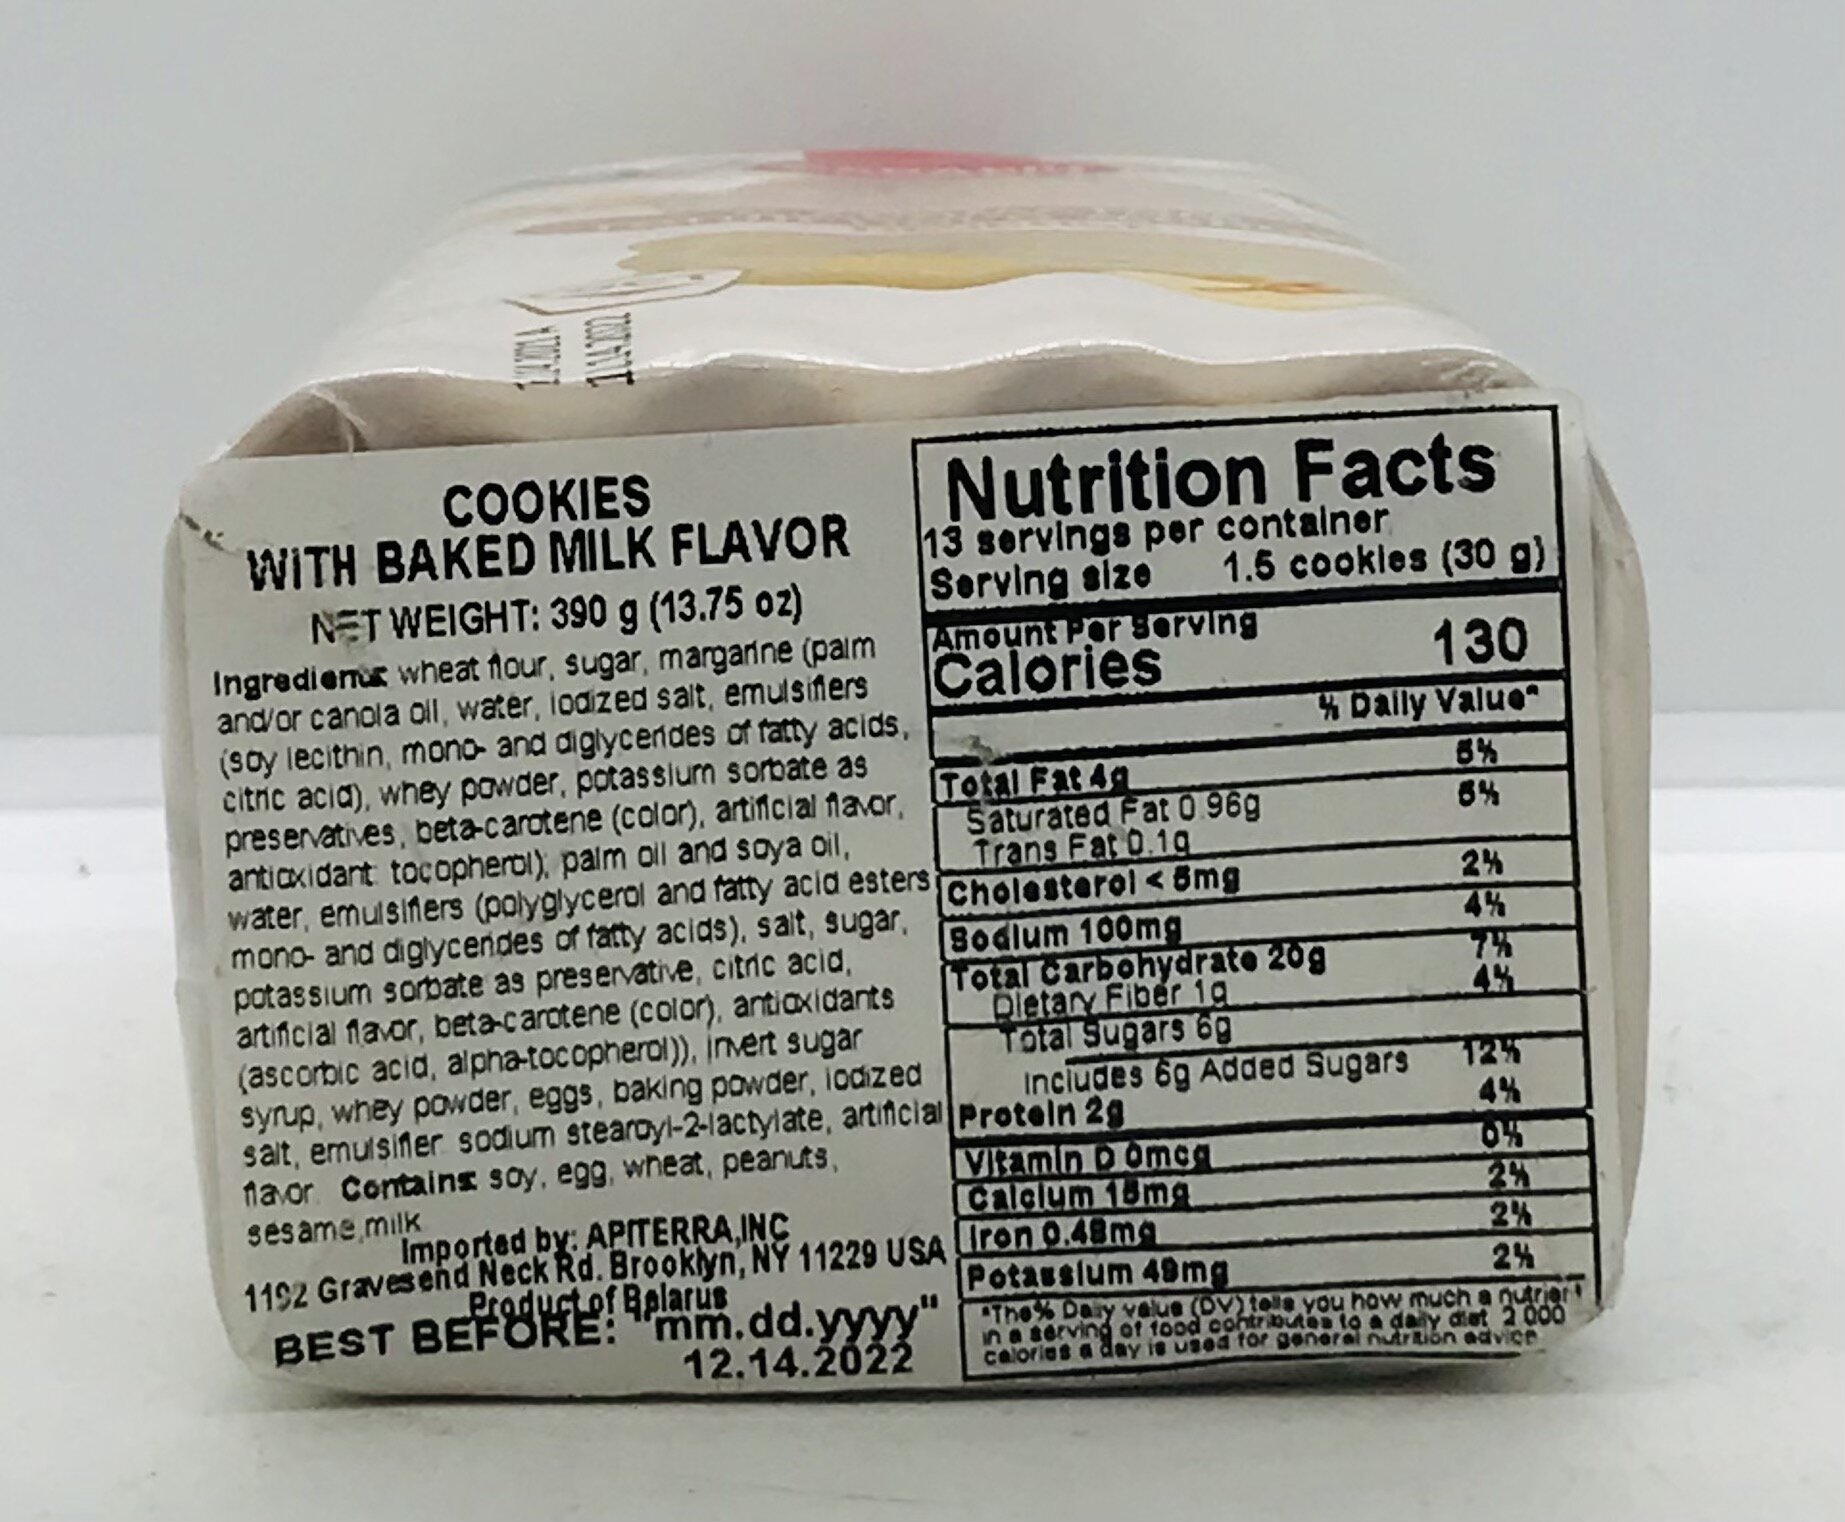 COOKIES
WITH BAKED MILK FLAVOR
NET WEIGHT: 390 g (13.75 oz)
Ingredients: wheat flour, sugar, margarine (palm
and/or canola oil, water, iodized salt, emulsifiers
(soy lecithin, mono- and diglycerides of fatty acids,
citric acid), whey powder, potassium sorbate as
preservatives, beta-carotene (color), artificial flavor,
antioxidant: tocopherol), palm oil and soya oil,
water, emulsifiers (polyglycerol and fatty acid esters
mono- and diglycerides of fatty acids), salt, sugar,
potassium sorbate as preservative, citric acid,
artificial flavor, beta-carotene (color), antioxidants
(ascorbic acid, alpha-tocopherol)), invert sugar
syrup, whey powder, eggs, baking powder, iodized
salt, emulsifier sodium stearoyl-2-lactylate, artificial
flavor. Contains: soy, egg, wheat, peanuts,
sesame,milk
Imported by: APITERRA,INC
1192 Gravesend Neck Rd. Brooklyn, NY 11229 USA
Product of Belarus
BEST BEFORE: "mm.dd.yyyy"
12.14.2022
Nutrition Facts
13 servings per container
Serving size 1.5 cookies (30 g)
Amount Per Serving
Calories 130
% Daily Value*
Total Fat 4g 5%
Saturated Fat 0.96g 5%
Trans Fat 0.1g
Cholesterol < 5mg 2%
Sodium 100mg 4%
Total Carbohydrate 20g 7%
Dietary Fiber 1g 4%
Total Sugars 6g
includes 6g Added Sugars 12%
Protein 2g 4%
Vitamin D 0mcg 0%
Calcium 15mg 2%
Iron 0.48mg 2%
Potassium 49mg 2%
*The% Daily value (DV) tells you how much a nutrient
in a serving of food contributes to a daily diet 2 000
calories a day is used for general nutrition advice